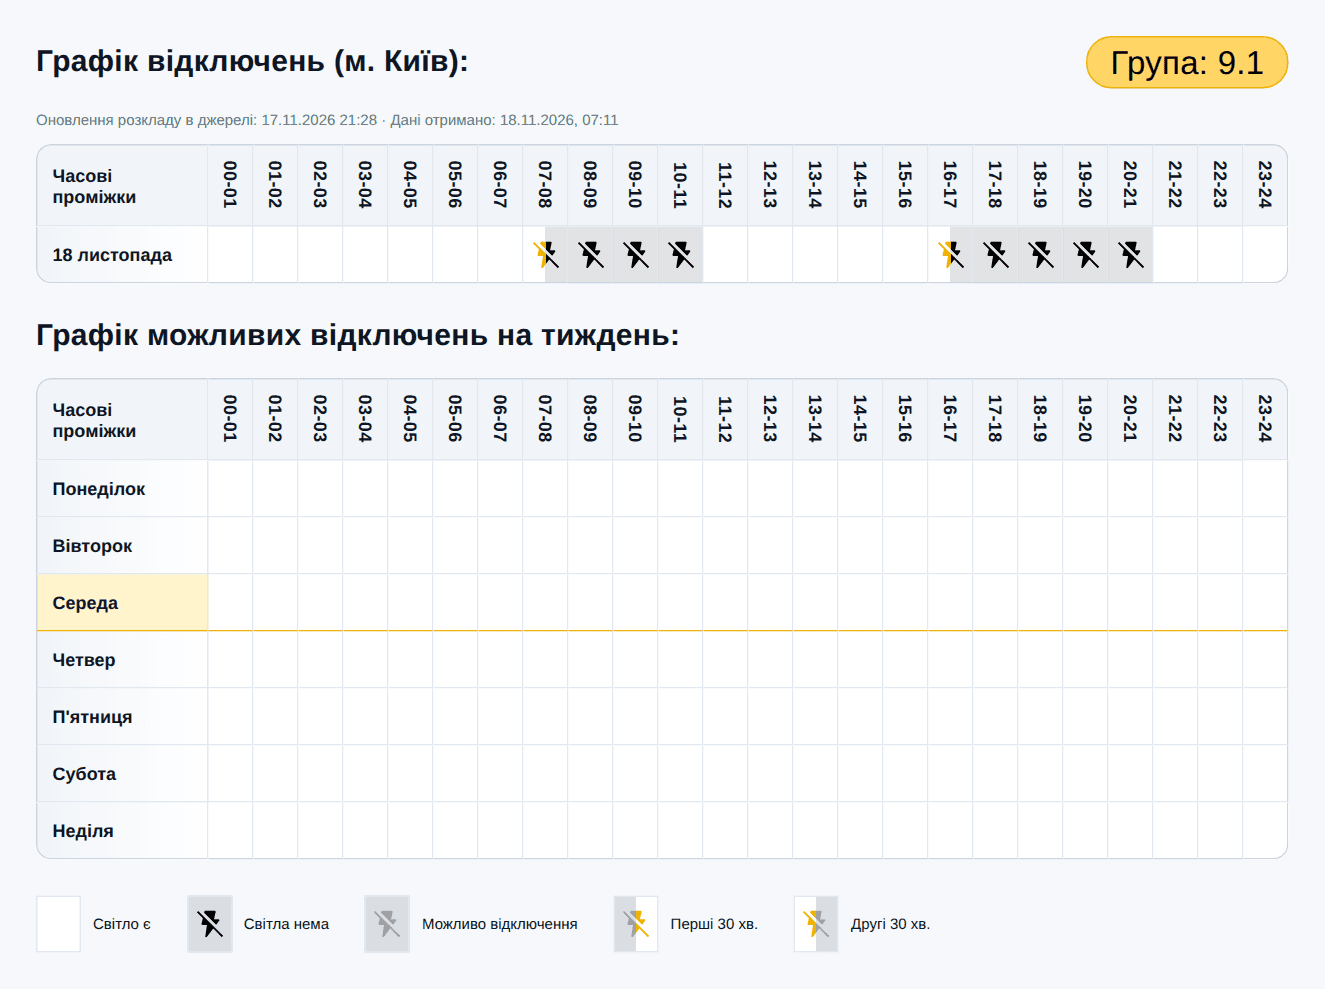 Графік відключень (м. Київ):
Група: 9.1
Оновлення розкладу в джерелі: 17.11.2026 21:28 · Дані отримано: 18.11.2026, 07:11
Часові проміжки 00-01 01-02 02-03 03-04 04-05 05-06 06-07 07-08 08-09 09-10 10-11 11-12 12-13 13-14 14-15 15-16 16-17 17-18 18-19 19-20 20-21 21-22 22-23 23-24
18 листопада
Графік можливих відключень на тиждень:
Часові проміжки 00-01 01-02 02-03 03-04 04-05 05-06 06-07 07-08 08-09 09-10 10-11 11-12 12-13 13-14 14-15 15-16 16-17 17-18 18-19 19-20 20-21 21-22 22-23 23-24
Понеділок
Вівторок
Середа
Четвер
П'ятниця
Субота
Неділя
Світло є Світла нема Можливо відключення Перші 30 хв. Другі 30 хв.